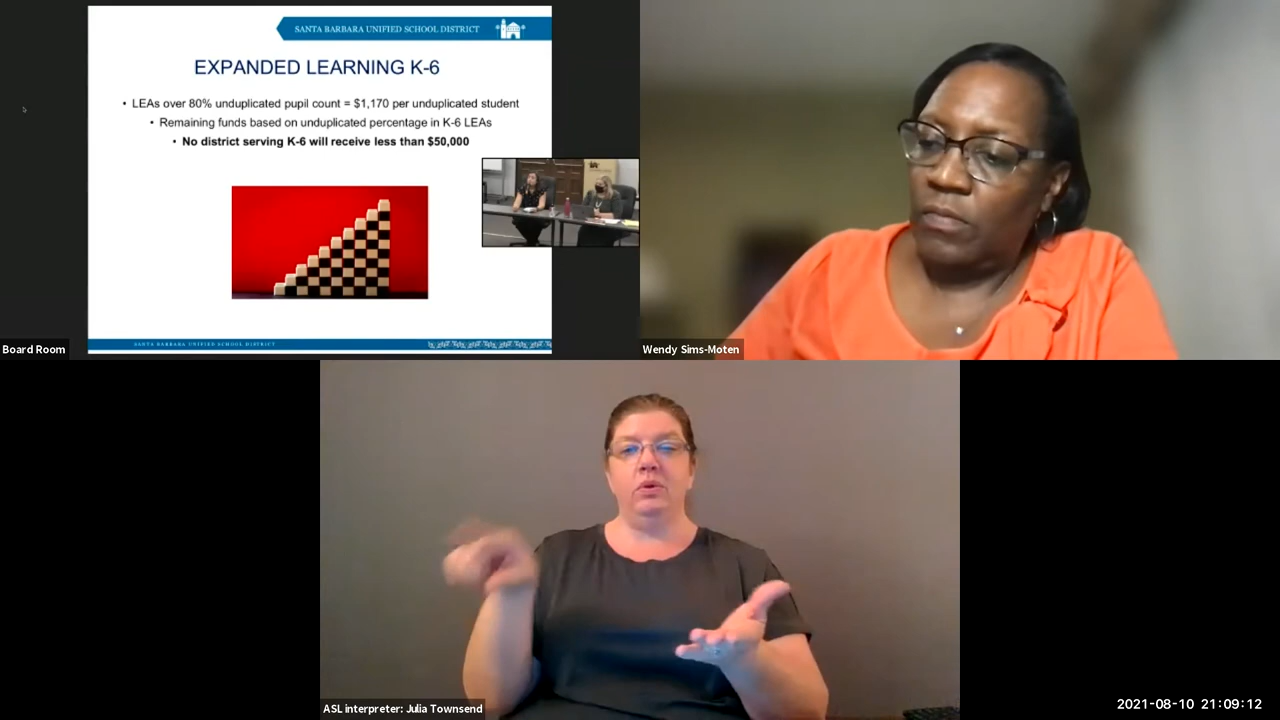 SANTA BARBARA UNIFIED SCHOOL DISTRICT
EXPANDED LEARNING K-6
• LEAs over 80% unduplicated pupil count = $1,170 per unduplicated student
• Remaining funds based on unduplicated percentage in K-6 LEAs
• No district serving K-6 will receive less than $50,000
SANTA BARBARA UNIFIED SCHOOL DISTRICT
Board Room
Wendy Sims-Moten
ASL interpreter: Julia Townsend
2021-08-10 21:09:12